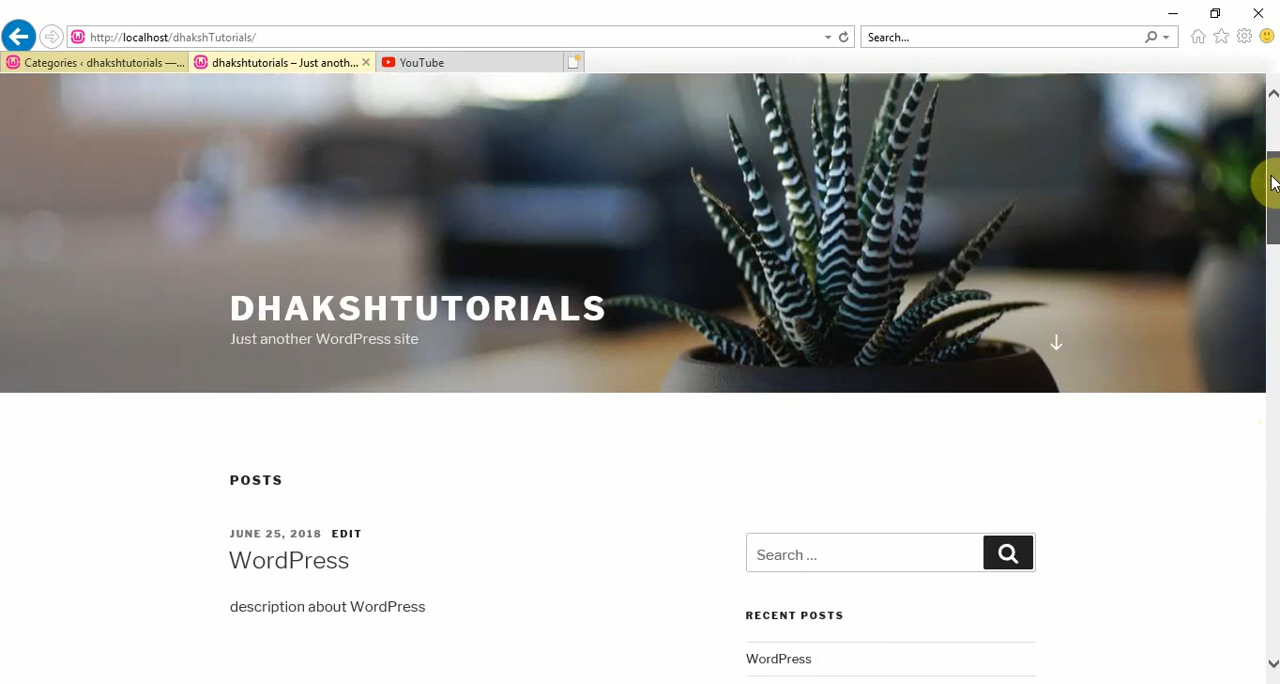 http://localhost/dhakshTutorials/
Search...
Categories ‹ dhakshtutorials —...
dhakshtutorials – Just anoth...
YouTube
DHAKSHTUTORIALS
Just another WordPress site
POSTS
JUNE 25, 2018 EDIT
WordPress
description about WordPress
Search ...
RECENT POSTS
WordPress